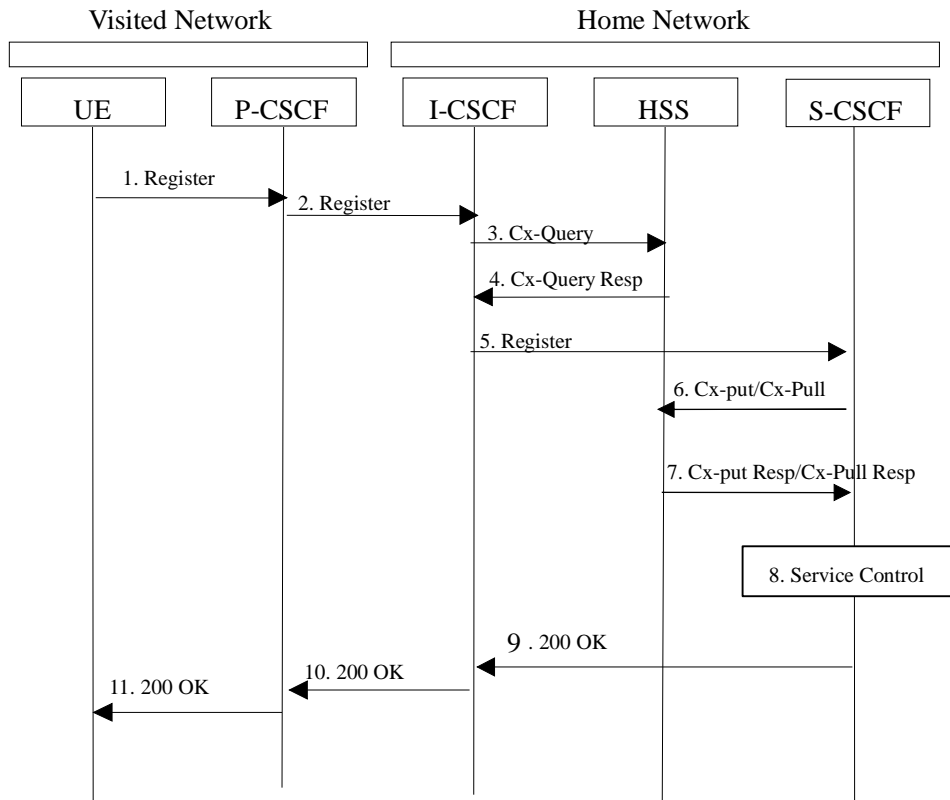 Visited Network
Home Network
UE
P-CSCF
I-CSCF
HSS
S-CSCF
1. Register
2. Register
3. Cx-Query
4. Cx-Query Resp
5. Register
6. Cx-put/Cx-Pull
7. Cx-put Resp/Cx-Pull Resp
8. Service Control
9 . 200 OK
10. 200 OK
11. 200 OK